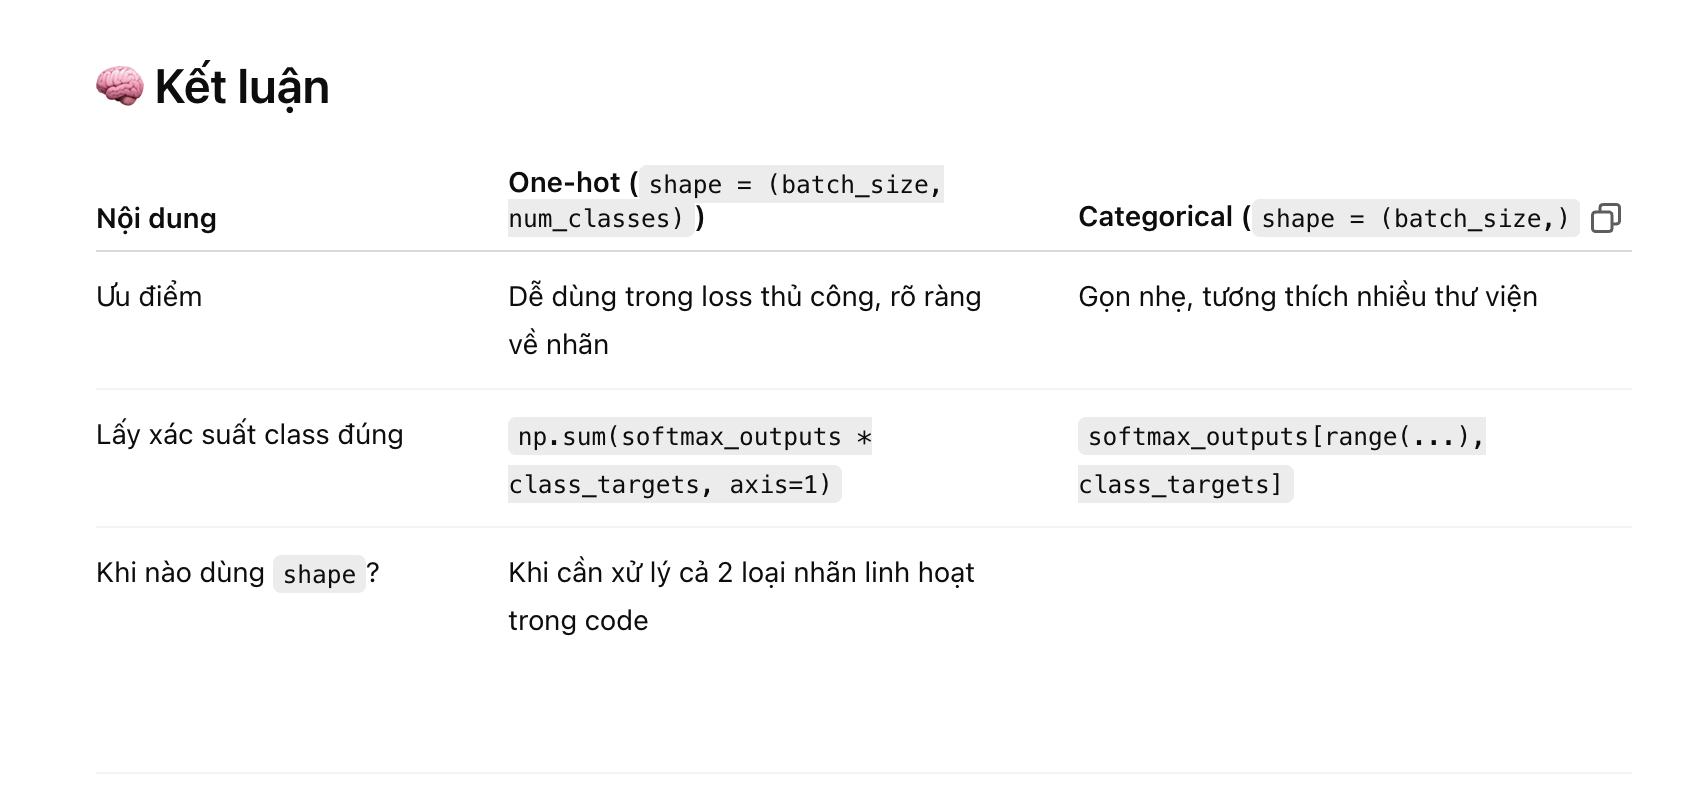 🧠 Kết luận
Nội dung
One-hot (shape = (batch_size,
num_classes))
Categorical (shape = (batch_size,)
Ưu điểm
Dễ dùng trong loss thủ công, rõ ràng
về nhãn
Gọn nhẹ, tương thích nhiều thư viện
Lấy xác suất class đúng
np.sum(softmax_outputs *
class_targets, axis=1)
softmax_outputs[range(...),
class_targets]
Khi nào dùng shape?
Khi cần xử lý cả 2 loại nhãn linh hoạt
trong code